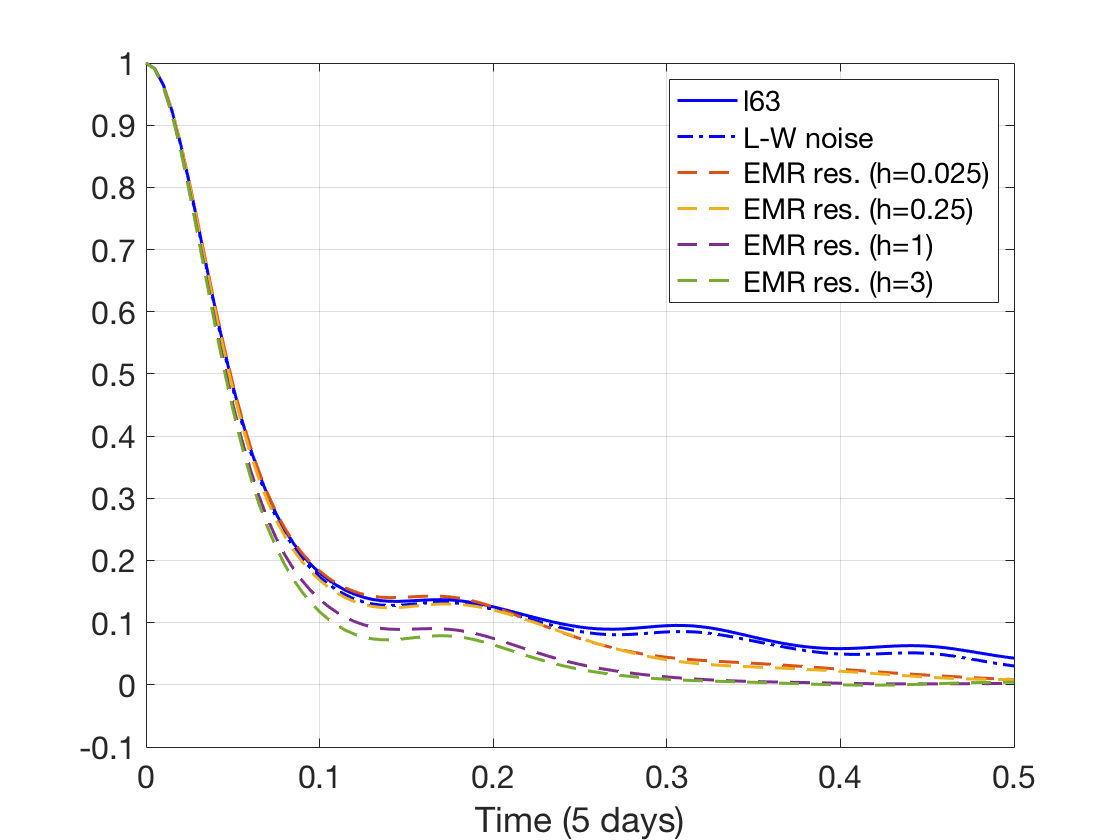 1
0.9
0.8
0.7
0.6
0.5
0.4
0.3
0.2
0.1
0
-0.1
l63
L-W noise
EMR res. (h=0.025)
EMR res. (h=0.25)
EMR res. (h=1)
EMR res. (h=3)
0 0.1 0.2 0.3 0.4 0.5
Time (5 days)